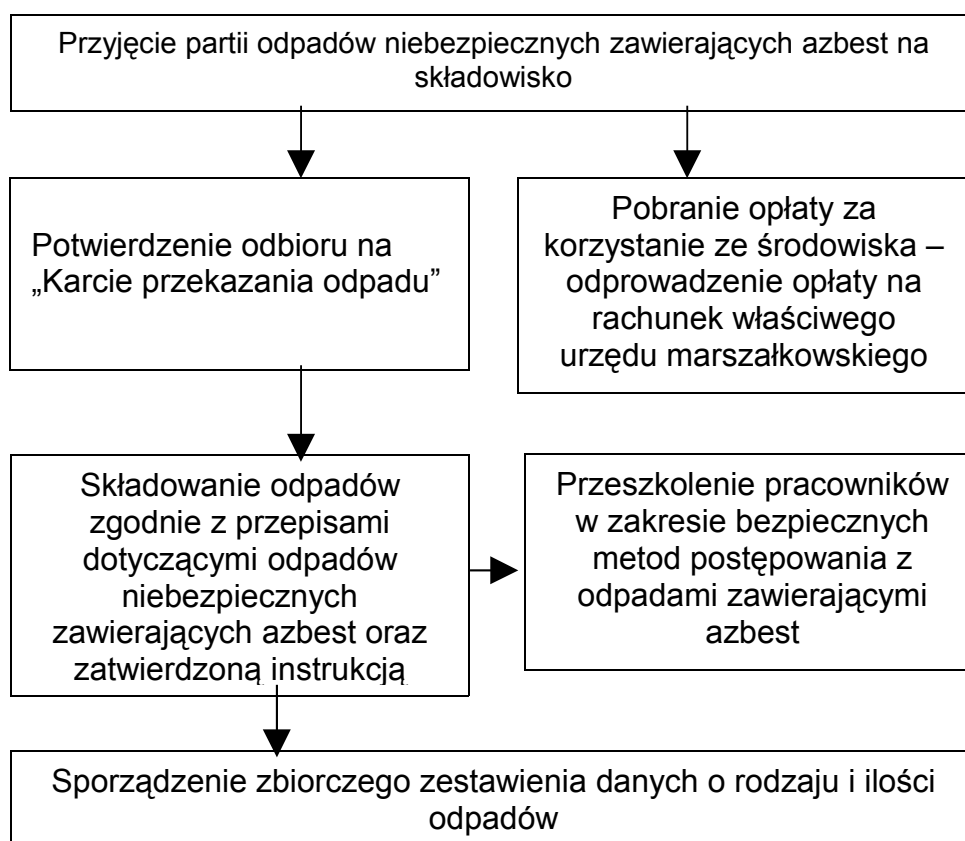 Przyjęcie partii odpadów niebezpiecznych zawierających azbest na
składowisko
Potwierdzenie odbioru na
„Karcie przekazania odpadu”
Pobranie opłaty za
korzystanie ze środowiska –
odprowadzenie opłaty na
rachunek właściwego
urzędu marszałkowskiego
Składowanie odpadów
zgodnie z przepisami
dotyczącymi odpadów
niebezpiecznych
zawierających azbest oraz
zatwierdzoną instrukcją
Przeszkolenie pracowników
w zakresie bezpiecznych
metod postępowania z
odpadami zawierającymi
azbest
Sporządzenie zbiorczego zestawienia danych o rodzaju i ilości
odpadów